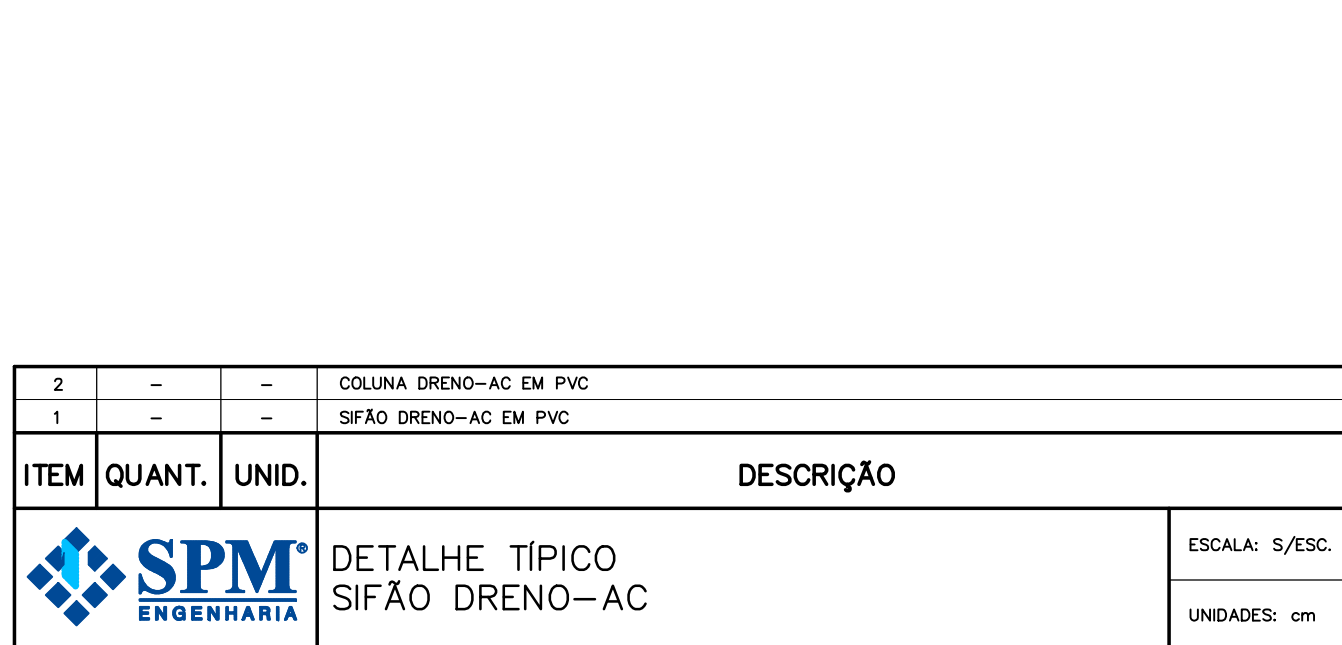 2 – – COLUNA DRENO–AC EM PVC
1 – – SIFÃO DRENO–AC EM PVC
ITEM QUANT. UNID. DESCRIÇÃO
SPM®
ENGENHARIA
DETALHE TÍPICO
SIFÃO DRENO–AC
ESCALA: S/ESC.
UNIDADES: cm